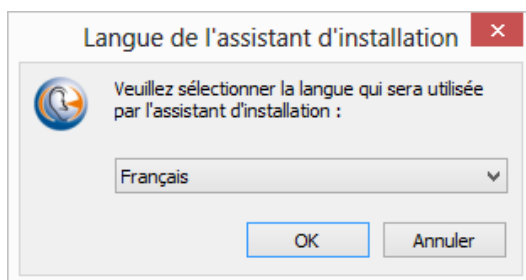 Langue de l'assistant d'installation
Veuillez sélectionner la langue qui sera utilisée
par l'assistant d'installation :
Français
OK
Annuler